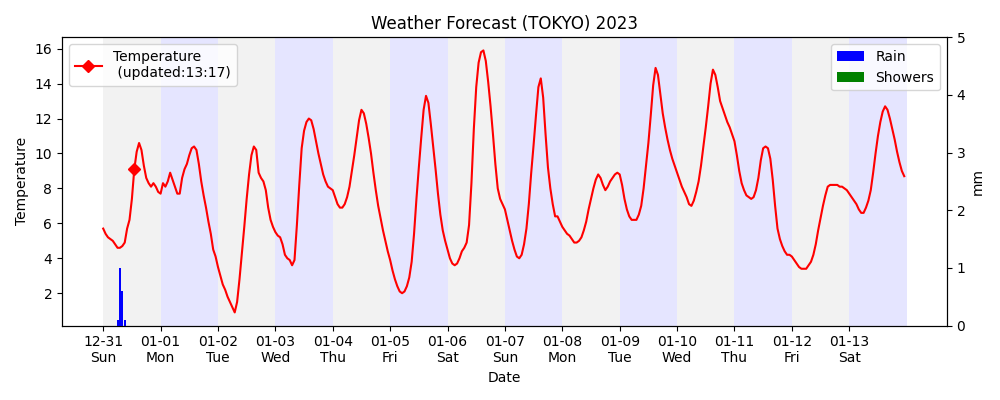 Weather Forecast (TOKYO) 2023
Temperature
(updated:13:17)
Rain
Showers
Temperature
16
14
12
10
8
6
4
2
5
4
3
2
1
0
mm
12-31 01-01 01-02 01-03 01-04 01-05 01-06 01-07 01-08 01-09 01-10 01-11 01-12 01-13
Sun Mon Tue Wed Thu Fri Sat Sun Mon Tue Wed Thu Fri Sat
Date